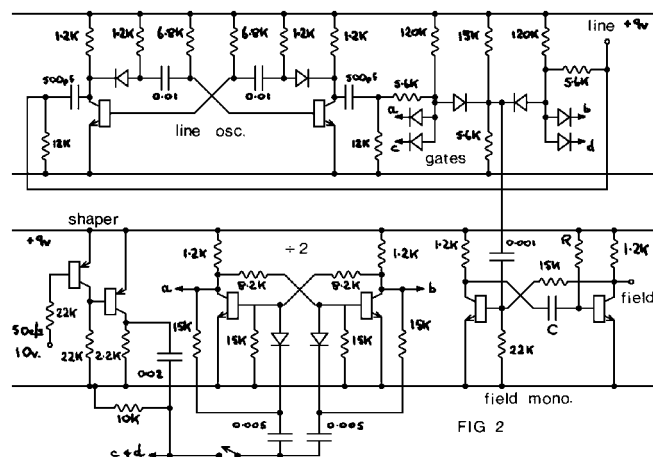 line +9v
1.2K 1.2K 6.8K 6.8K 1.2K 1.2K 120K 15K 120K
500pf 0.01 0.01 500pf 5.6K 5.6K
a b
12K line osc. 12K c gates 5.6K d
shaper
+9v
÷2
1.2K 1.2K 1.2K 0.001 R 1.2K
a 8.2K 8.2K b 15K
field
22K
50c/s 15K 15K 15K 15K C
10v. 22K 2.2K 0.02 22K
field mono.
10K 0.005 0.005 FIG 2
c+d